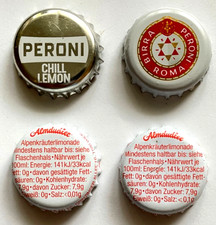 PERONI
CHILL
LEMON
BIRRA PERONI
ROMA
Almdudler
Alpenkräuterlimonade
mindestens haltbar bis: siehe
Flaschenhals • Nährwert je
100ml: Energie: 141kJ/33kcal
Fett: 0g • davon gesättigte Fett-
säuren: 0g • Kohlenhydrate:
7,9g • davon Zucker: 7,9g
Eiweiß: 0g • Salz: <0,01g
Almdudler
Alpenkräuterlimonade
mindestens haltbar bis: siehe
Flaschenhals • Nährwert je
100ml: Energie: 141kJ/33kcal
Fett: 0g • davon gesättigte Fett-
säuren: 0g • Kohlenhydrate:
7,9g • davon Zucker: 7,9g
Eiweiß: 0g • Salz: <0,1g